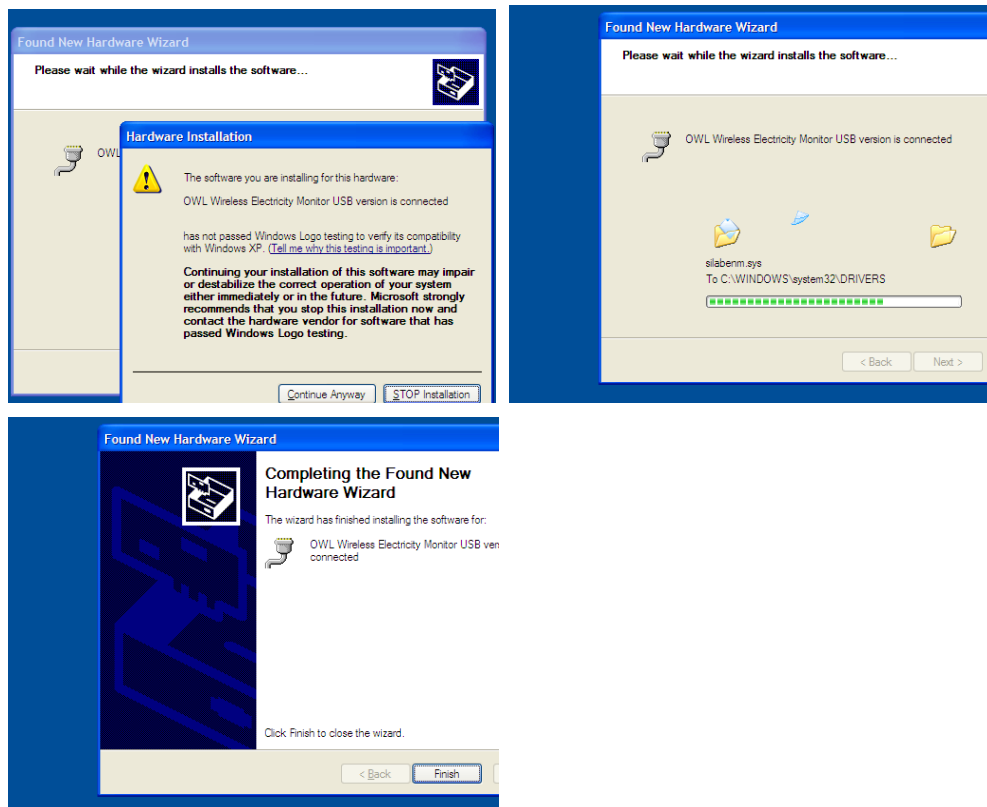 Found New Hardware Wizard
Please wait while the wizard installs the software...
OWL
Hardware Installation
The software you are installing for this hardware:
OWL Wireless Electricity Monitor USB version is connected
has not passed Windows Logo testing to verify its compatibility
with Windows XP. (Tell me why this testing is important.)
Continuing your installation of this software may impair
or destabilize the correct operation of your system
either immediately or in the future. Microsoft strongly
recommends that you stop this installation now and
contact the hardware vendor for software that has
passed Windows Logo testing.
Continue Anyway
STOP Installation
Found New Hardware Wizard
Please wait while the wizard installs the software...
OWL Wireless Electricity Monitor USB version is connected
silabenm.sys
To C:\WINDOWS\system32\DRIVERS
< Back
Next >
Found New Hardware Wizard
Completing the Found New
Hardware Wizard
The wizard has finished installing the software for:
OWL Wireless Electricity Monitor USB ver
connected
Click Finish to close the wizard.
< Back
Finish